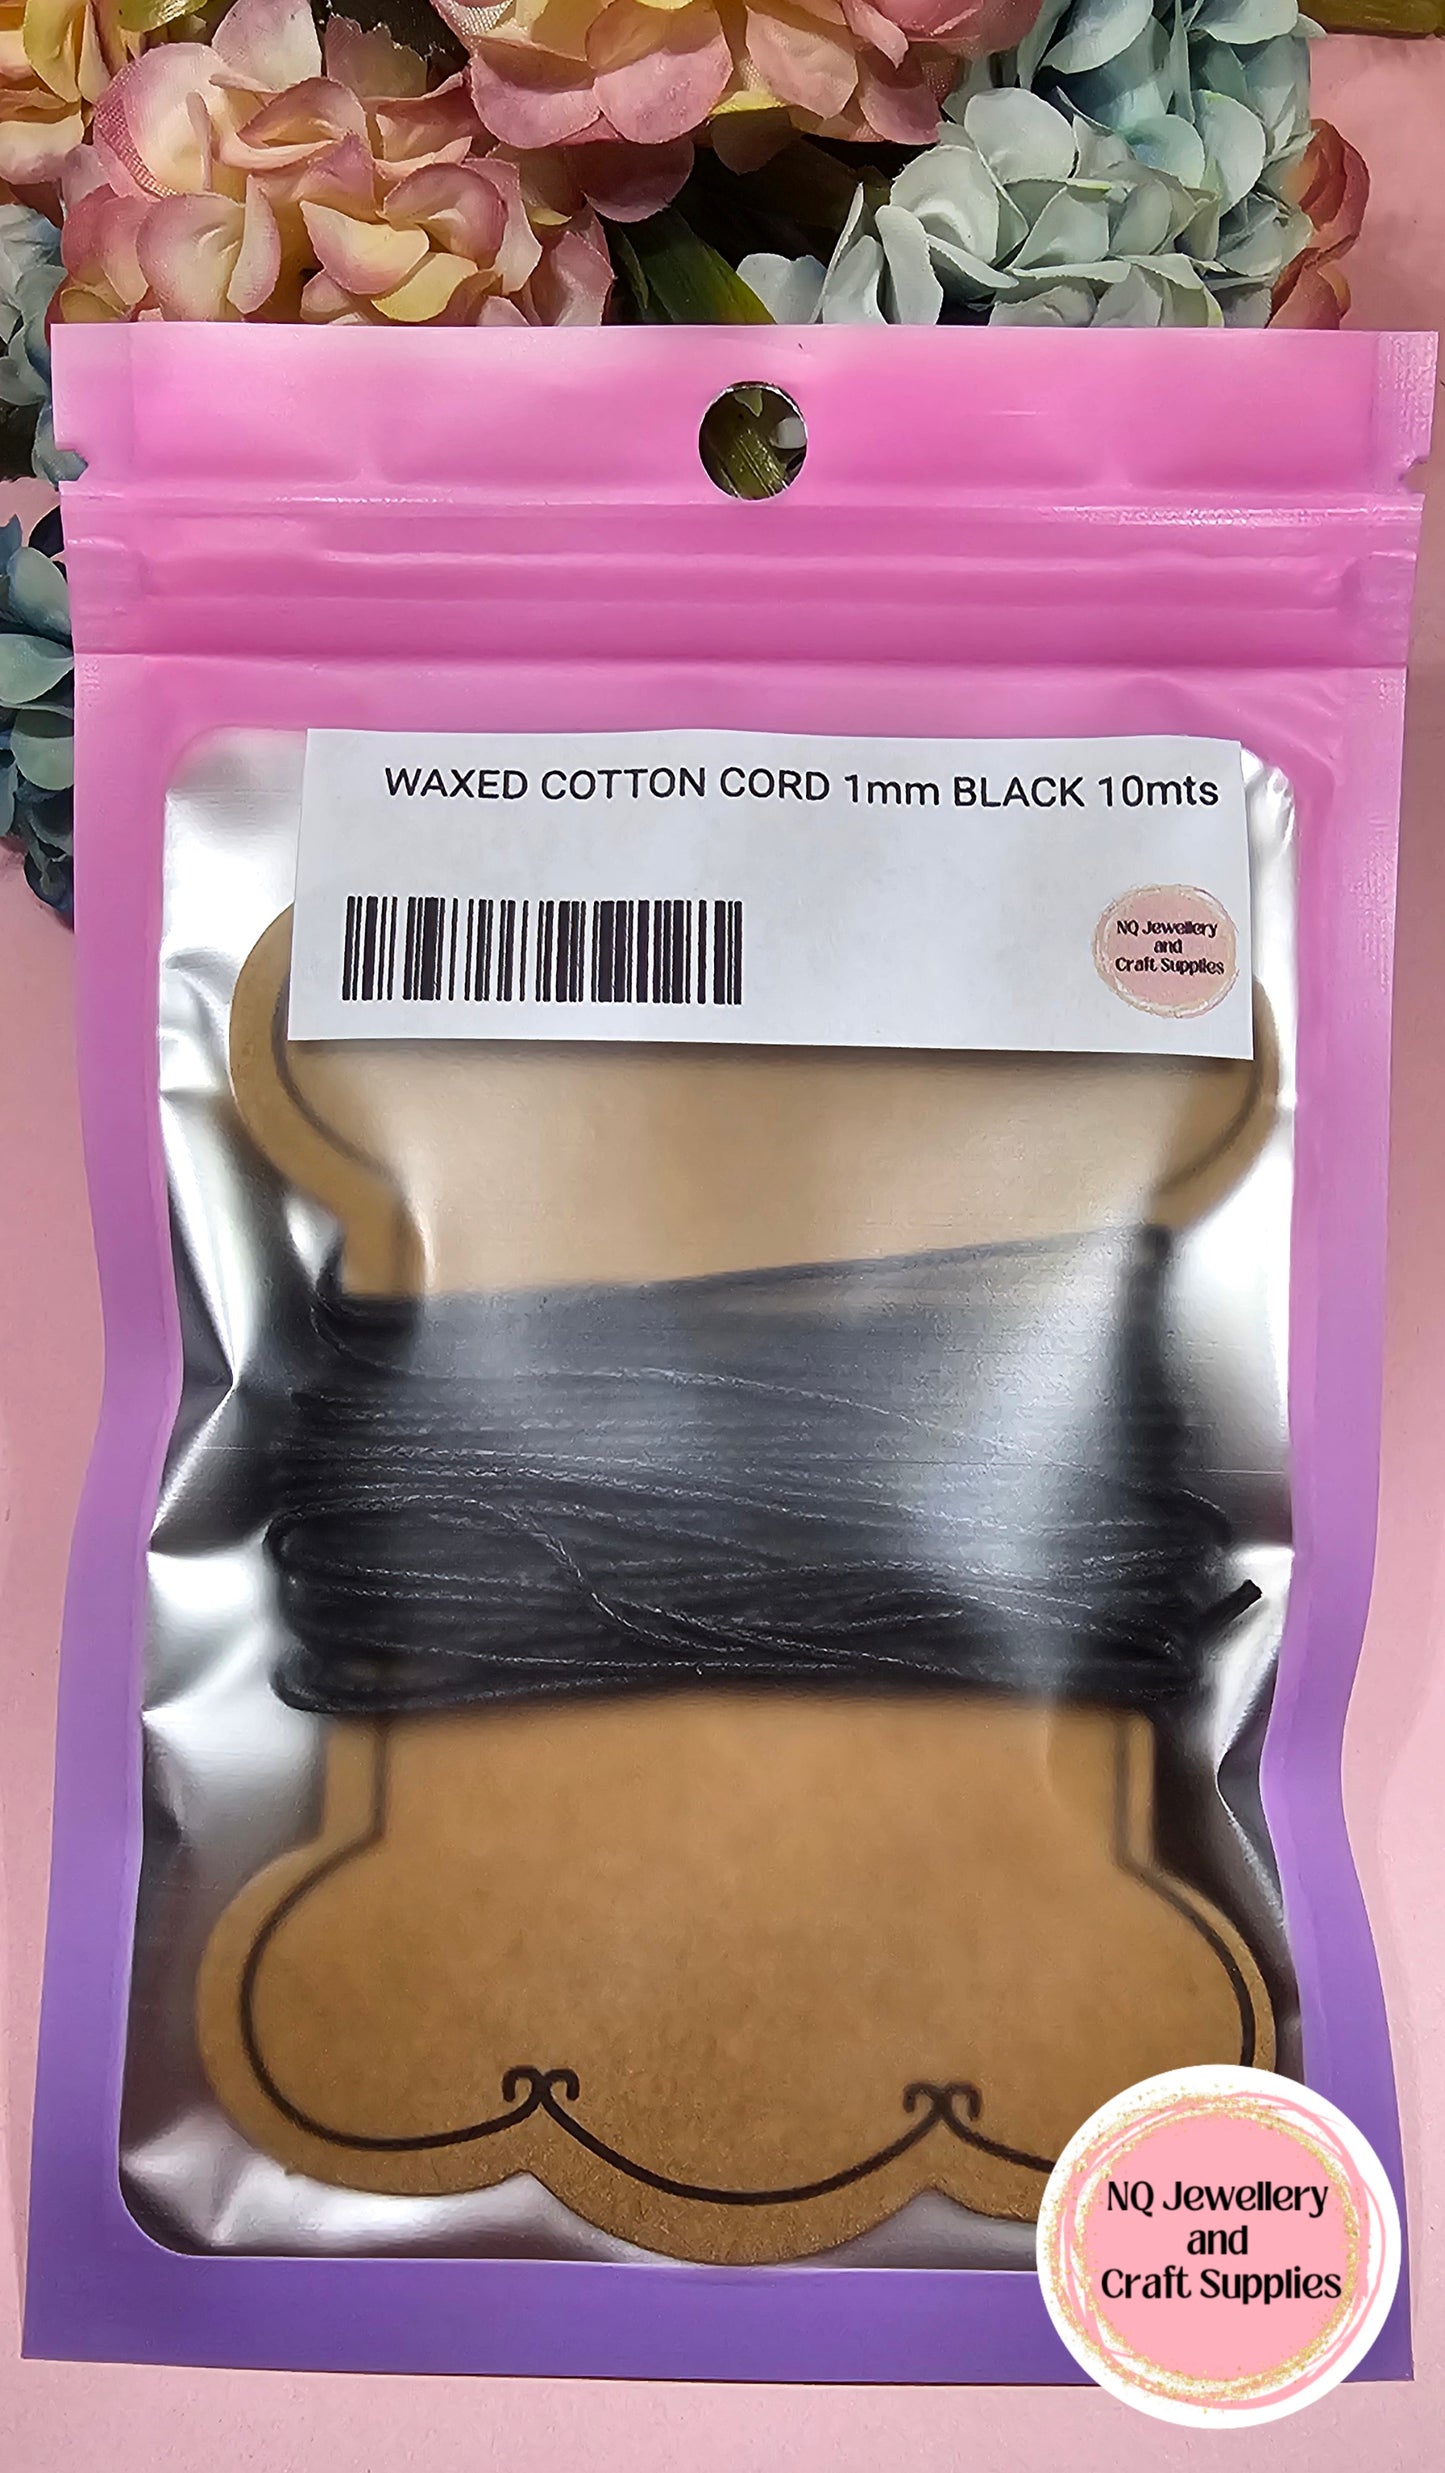 WAXED COTTON CORD 1mm BLACK 10mts
NQ Jewellery
and
Craft Supplies
NQ Jewellery
and
Craft Supplies